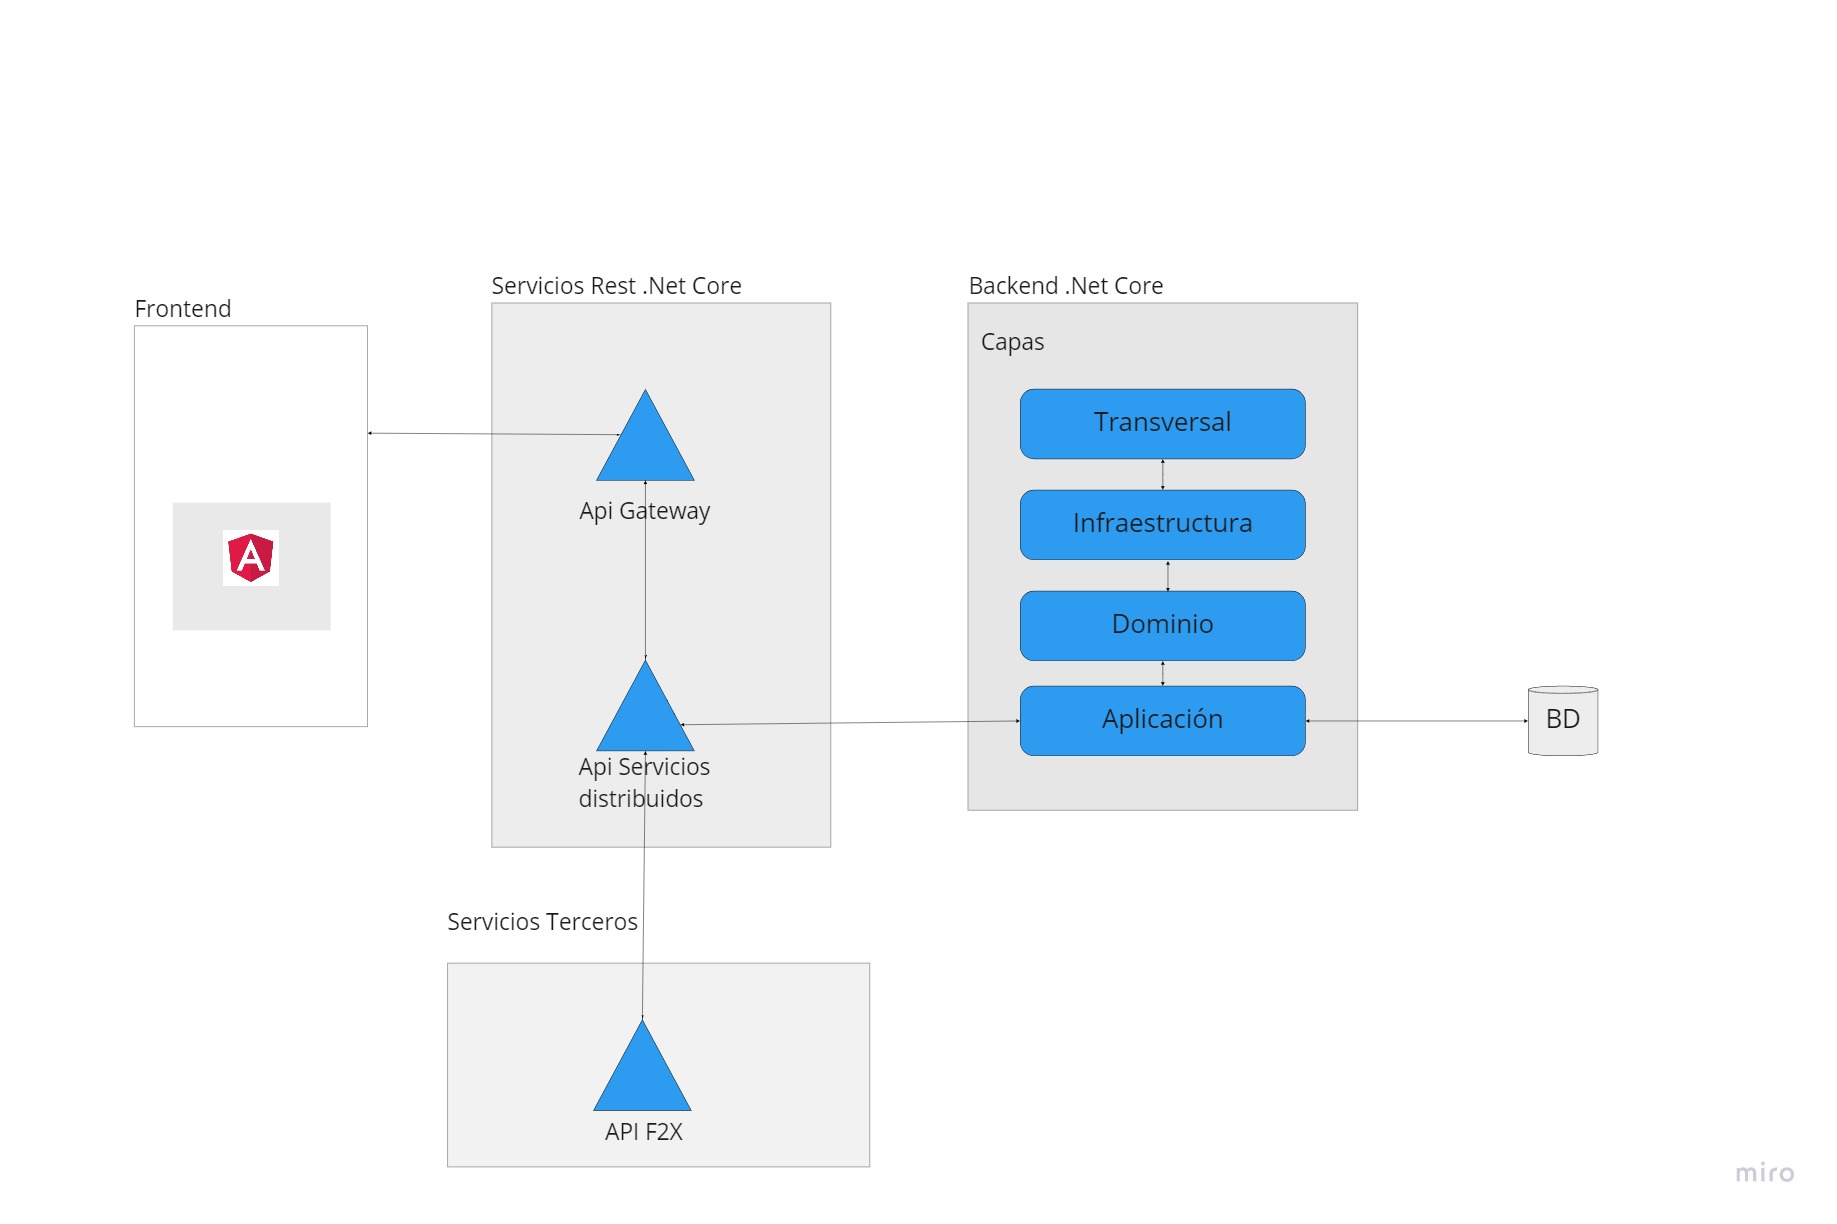 Frontend
Servicios Rest .Net Core
Api Gateway
Api Servicios
distribuidos
Backend .Net Core
Capas
Transversal
Infraestructura
Dominio
Aplicación
BD
Servicios Terceros
API F2X
miro